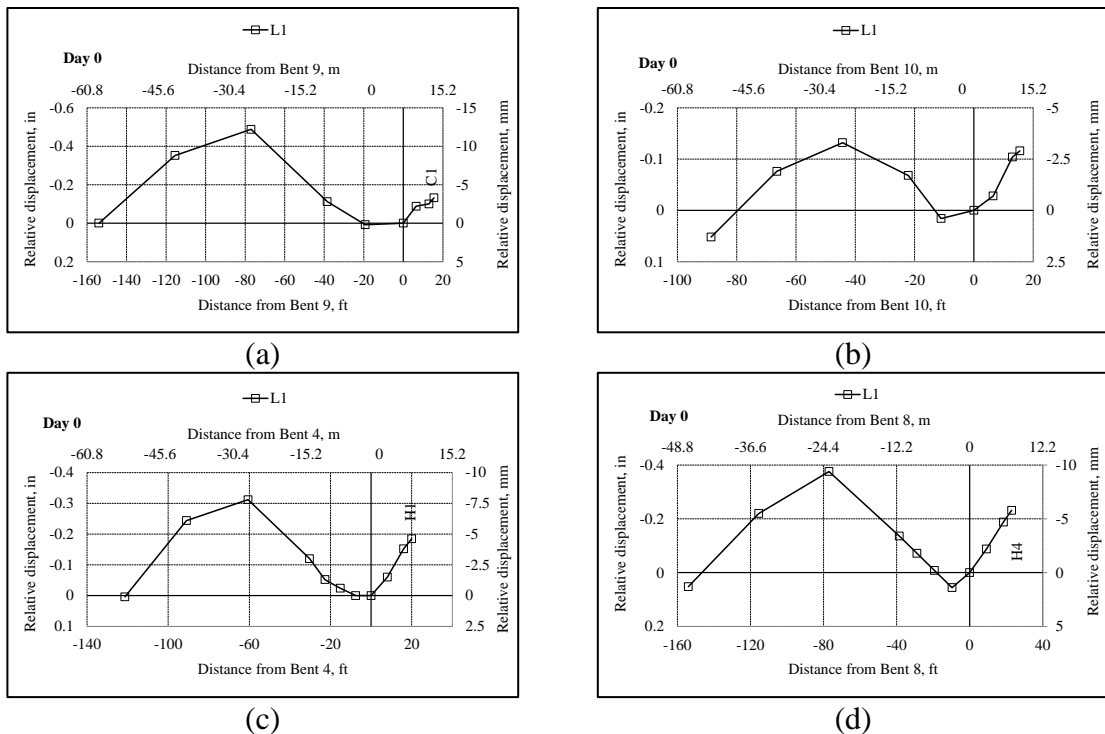 L1
Day 0
Distance from Bent 9, m
-60.8 -45.6 -30.4 -15.2 0 15.2
-0.6 -15
-0.4 -10
-0.2 -5
0 0
0.2 5
Relative displacement, in
Relative displacement, mm
C1
-160 -140 -120 -100 -80 -60 -40 -20 0 20
Distance from Bent 9, ft
(a)
L1
Day 0
Distance from Bent 10, m
-60.8 -45.6 -30.4 -15.2 0 15.2
-0.2 -5
-0.1 -2.5
0 0
0.1 2.5
Relative displacement, in
Relative displacement, mm
-100 -80 -60 -40 -20 0 20
Distance from Bent 10, ft
(b)
L1
Day 0
Distance from Bent 4, m
-60.8 -45.6 -30.4 -15.2 0 15.2
-0.4 -10
-0.3 -7.5
-0.2 -5
-0.1 -2.5
0 0
0.1 2.5
Relative displacement, in
Relative displacement, mm
H1
-140 -100 -60 -20 20
Distance from Bent 4, ft
(c)
L1
Day 0
Distance from Bent 8, m
-48.8 -36.6 -24.4 -12.2 0 12.2
-0.4 -10
-0.2 -5
0 0
0.2 5
Relative displacement, in
Relative displacement, mm
H4
-160 -120 -80 -40 0 40
Distance from Bent 8, ft
(d)